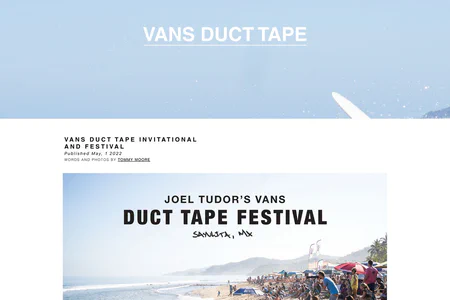 VANS DUCT TAPE
VANS DUCT TAPE INVITATIONAL
AND FESTIVAL
Published May, 1 2022
WORDS AND PHOTOS BY TOMMY MOORE
JOEL TUDOR'S VANS
DUCT TAPE FESTIVAL
SAYULITA, MX